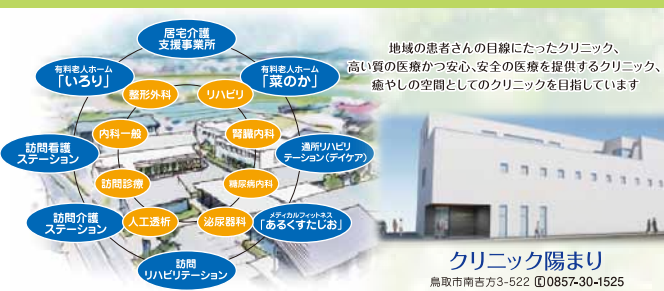 居宅介護
支援事業所
有料老人ホーム
「いろり」
有料老人ホーム
「菜のか」
整形外科
リハビリ
内科一般
腎臓内科
訪問看護
ステーション
通所リハビリ
テーション(デイケア)
訪問診療
糖尿病内科
訪問介護
ステーション
人工透析
泌尿器科
メディカルフィットネス
「あるくすたじお」
訪問
リハビリテーション
地域の患者さんの目線にたったクリニック、
高い質の医療かつ安心、安全の医療を提供するクリニック、
癒やしの空間としてのクリニックを目指しています
クリニック陽まり
鳥取市南吉方3-522 ☎0857-30-1525